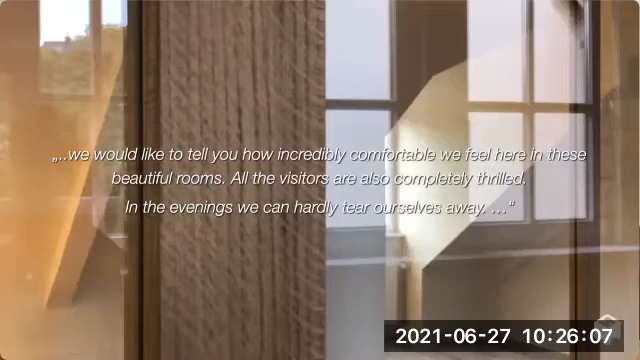 „..we would like to tell you how incredibly comfortable we feel here in these
beautiful rooms. All the visitors are also completely thrilled.
In the evenings we can hardly tear ourselves away. ...“
2021-06-27 10:26:07